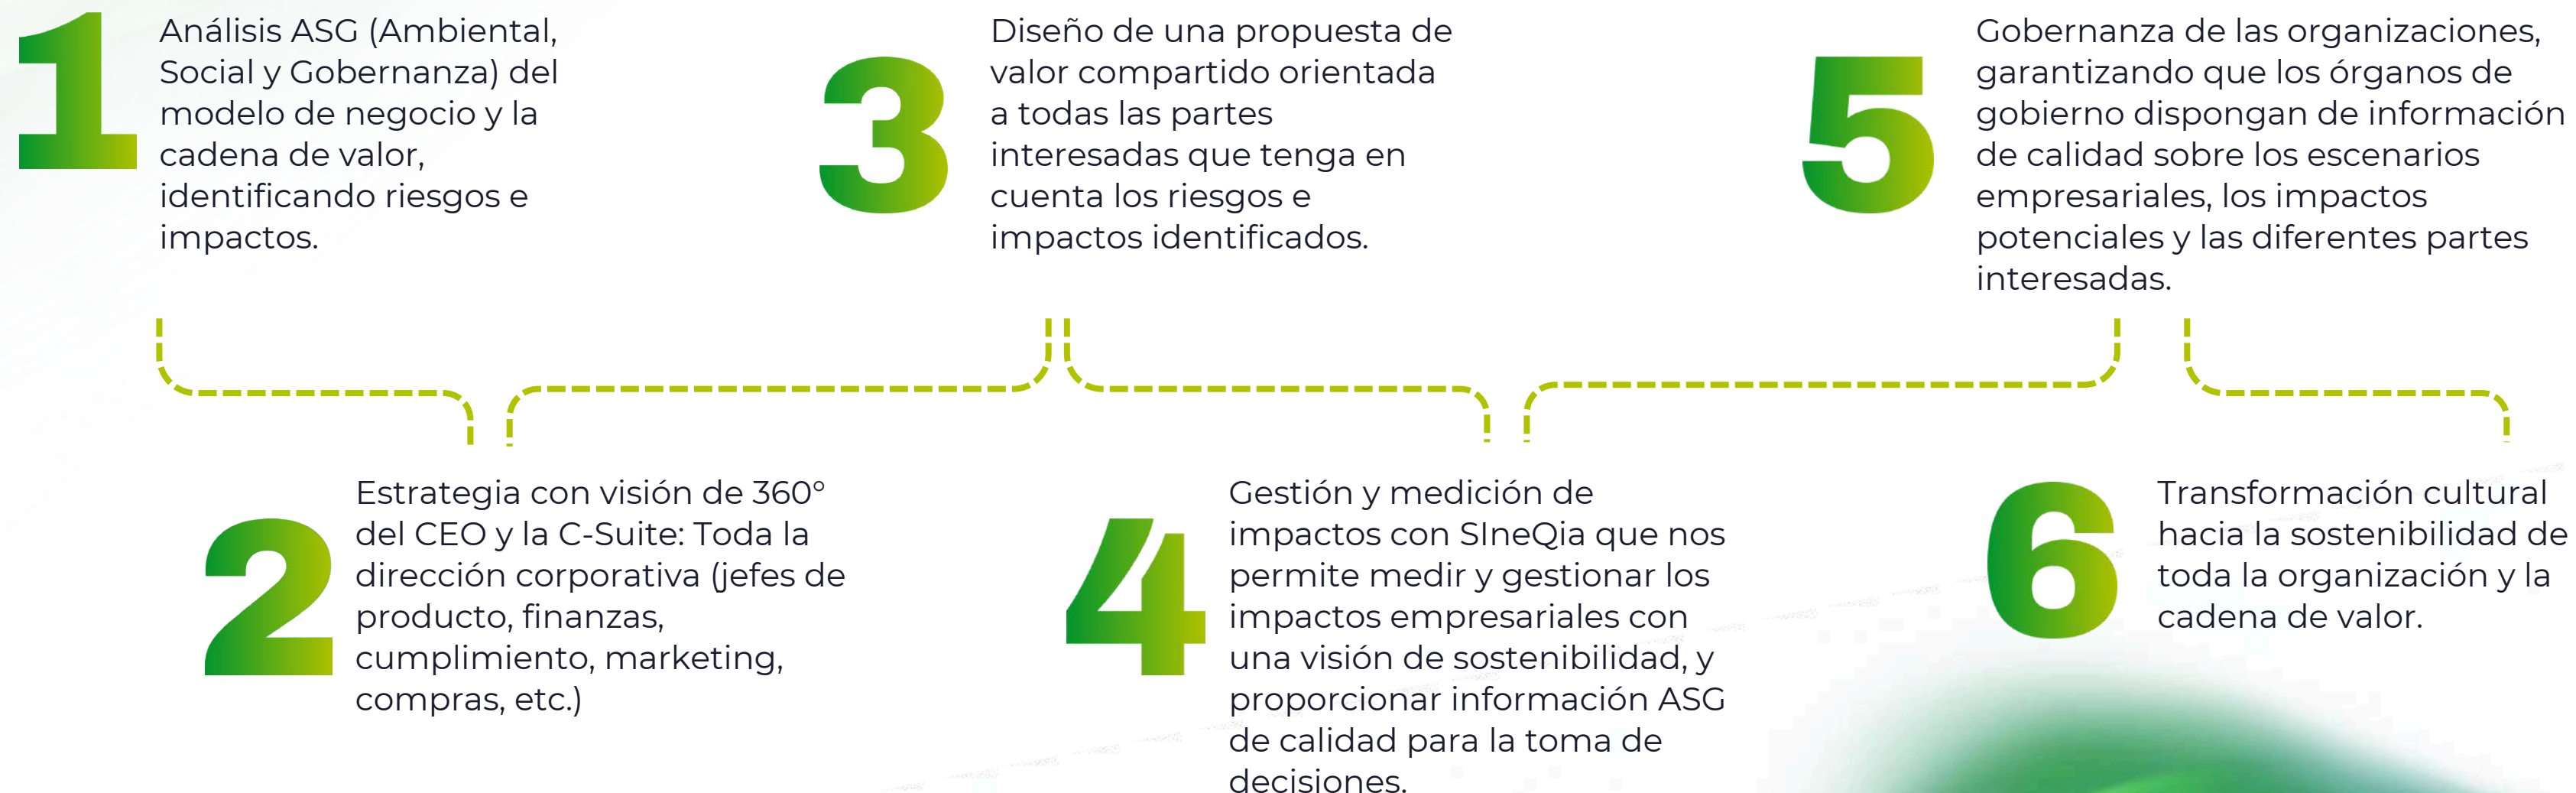 1
Análisis ASG (Ambiental,
Social y Gobernanza) del
modelo de negocio y la
cadena de valor,
identificando riesgos e
impactos.
2
Estrategia con visión de 360°
del CEO y la C-Suite: Toda la
dirección corporativa (jefes de
producto, finanzas,
cumplimiento, marketing,
compras, etc.)
3
Diseño de una propuesta de
valor compartido orientada
a todas las partes
interesadas que tenga en
cuenta los riesgos e
impactos identificados.
4
Gestión y medición de
impactos con SIneQia que nos
permite medir y gestionar los
impactos empresariales con
una visión de sostenibilidad, y
proporcionar información ASG
de calidad para la toma de
decisiones.
5
Gobernanza de las organizaciones,
garantizando que los órganos de
gobierno dispongan de información
de calidad sobre los escenarios
empresariales, los impactos
potenciales y las diferentes partes
interesadas.
6
Transformación cultural
hacia la sostenibilidad de
toda la organización y la
cadena de valor.